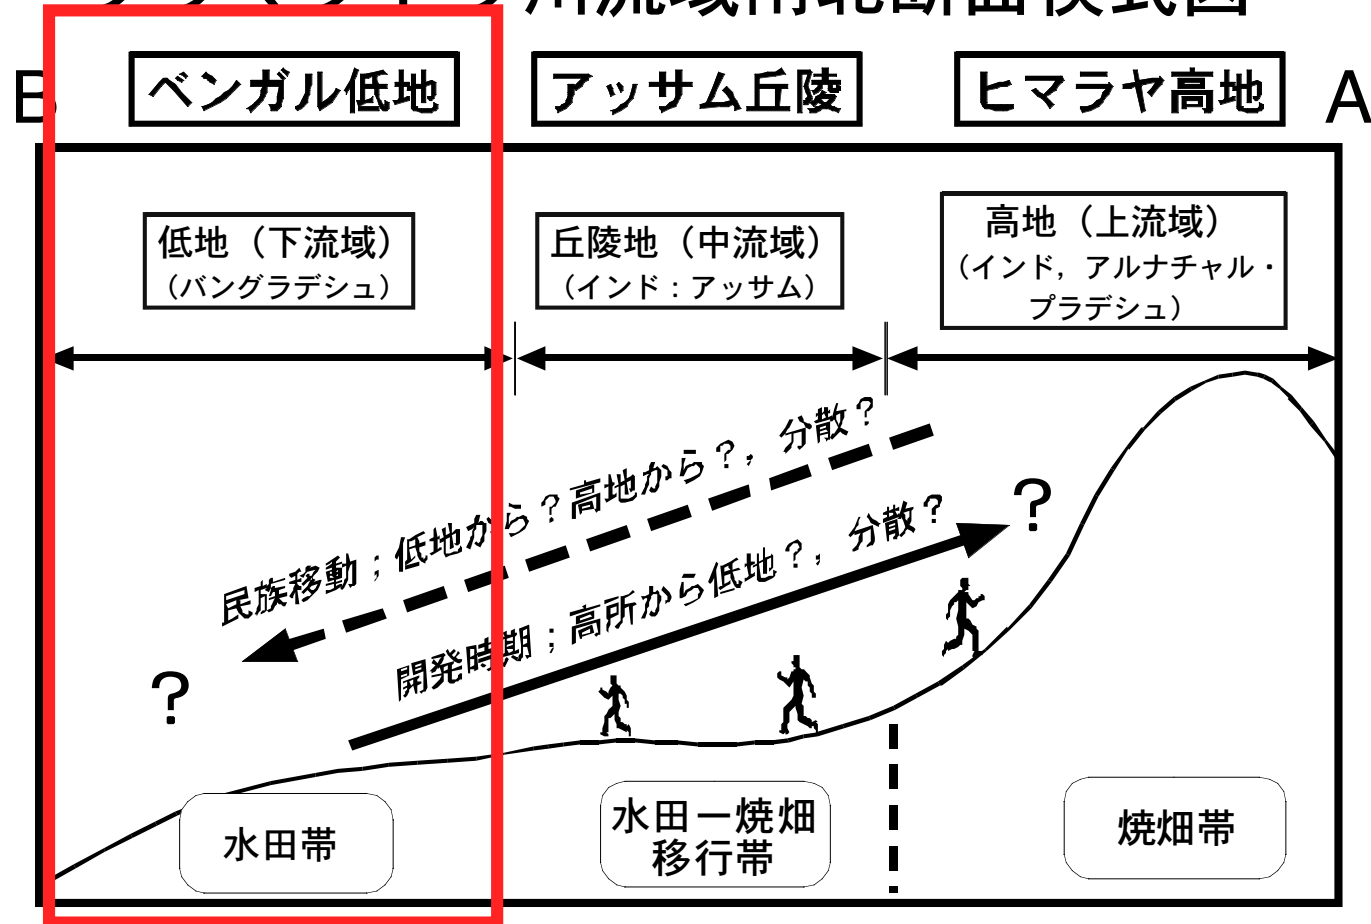 B
ベンガル低地
アッサム丘陵
ヒマラヤ高地
A
低地（下流域）
（バングラデシュ）
丘陵地（中流域）
（インド：アッサム）
高地（上流域）
（インド，アルナチャル・
プラデシュ）
民族移動；低地から？高地から？，分散？
開発時期；高所から低地？，分散？
？
？
水田帯
水田ー焼畑
移行帯
焼畑帯